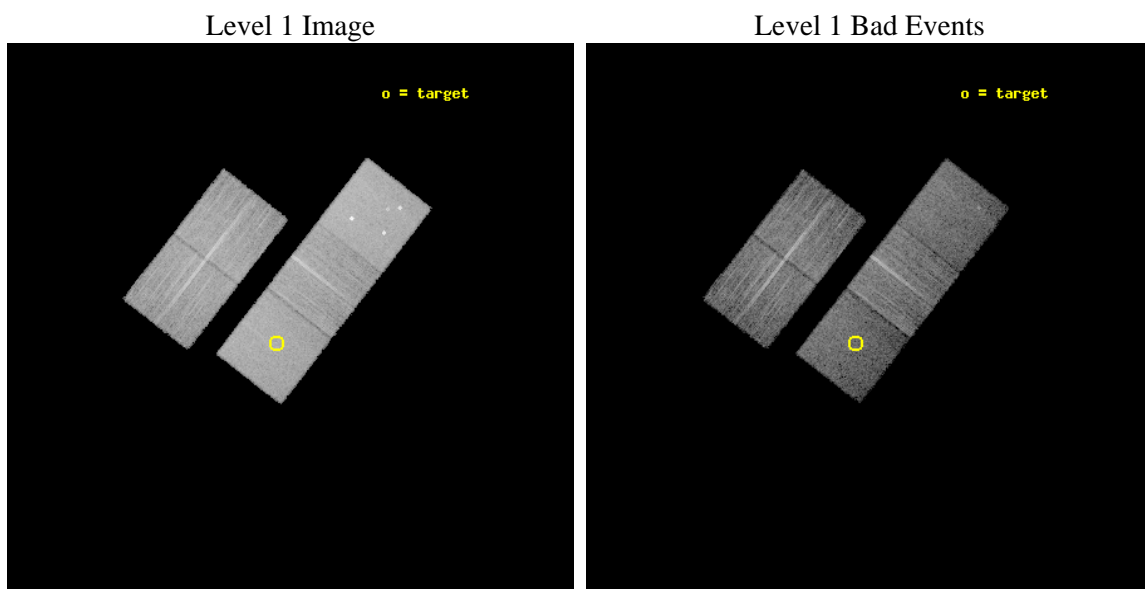 Level 1 Image
Level 1 Bad Events
o = target
o = target